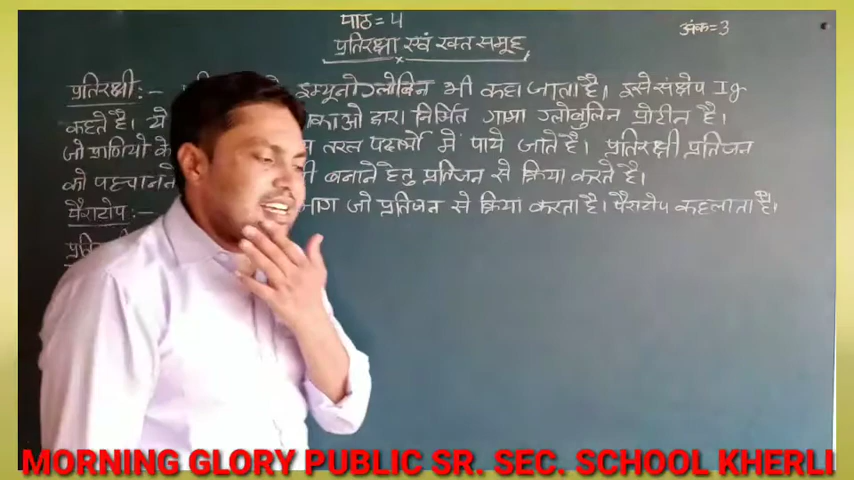 पाठ = 4
अंक = 3
प्रतिरक्षा एवं रक्त समूह
प्रतिरक्षी :- इम्यूनोग्लोबिन भी कहा जाता है। इसे संक्षेप Ig
कहते है। द्वारा निर्मित गामा ग्लोबुलिन प्रोटीन है।
जो प्राणियों के तरल पदार्थो में पाये जाते है। प्रतिरक्षी प्रतिजन
को पहचानने बनाने हेतु प्रतिजन से क्रिया करते है।
पैराटोप :- भाग जो प्रतिजन से क्रिया करता है। पैराटोप कहलाता है।
MORNING GLORY PUBLIC SR. SEC. SCHOOL KHERLI